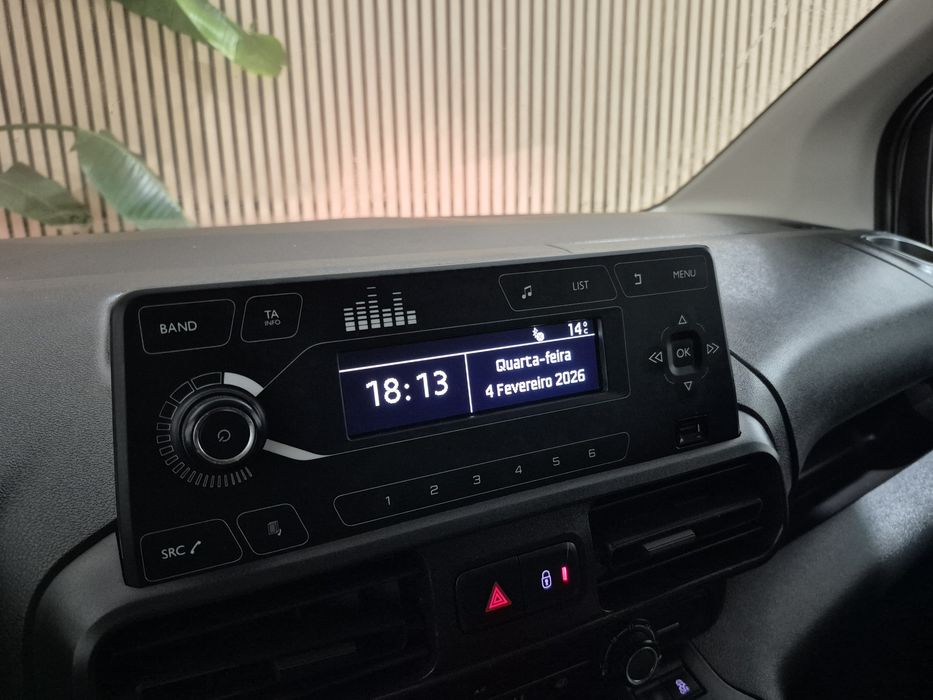 BAND
TA
INFO
LIST
MENU
14°C
18:13
Quarta-feira
4 Fevereiro 2026
OK
1 2 3 4 5 6
SRC